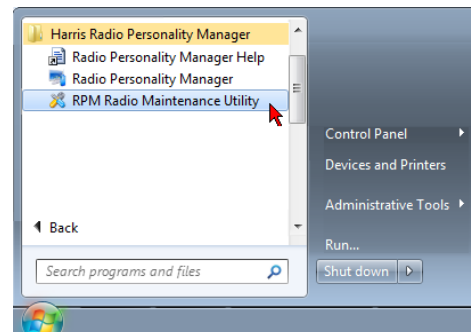 Harris Radio Personality Manager
Radio Personality Manager Help
Radio Personality Manager
RPM Radio Maintenance Utility
Back
Search programs and files
Control Panel
Devices and Printers
Administrative Tools
Run...
Shut down